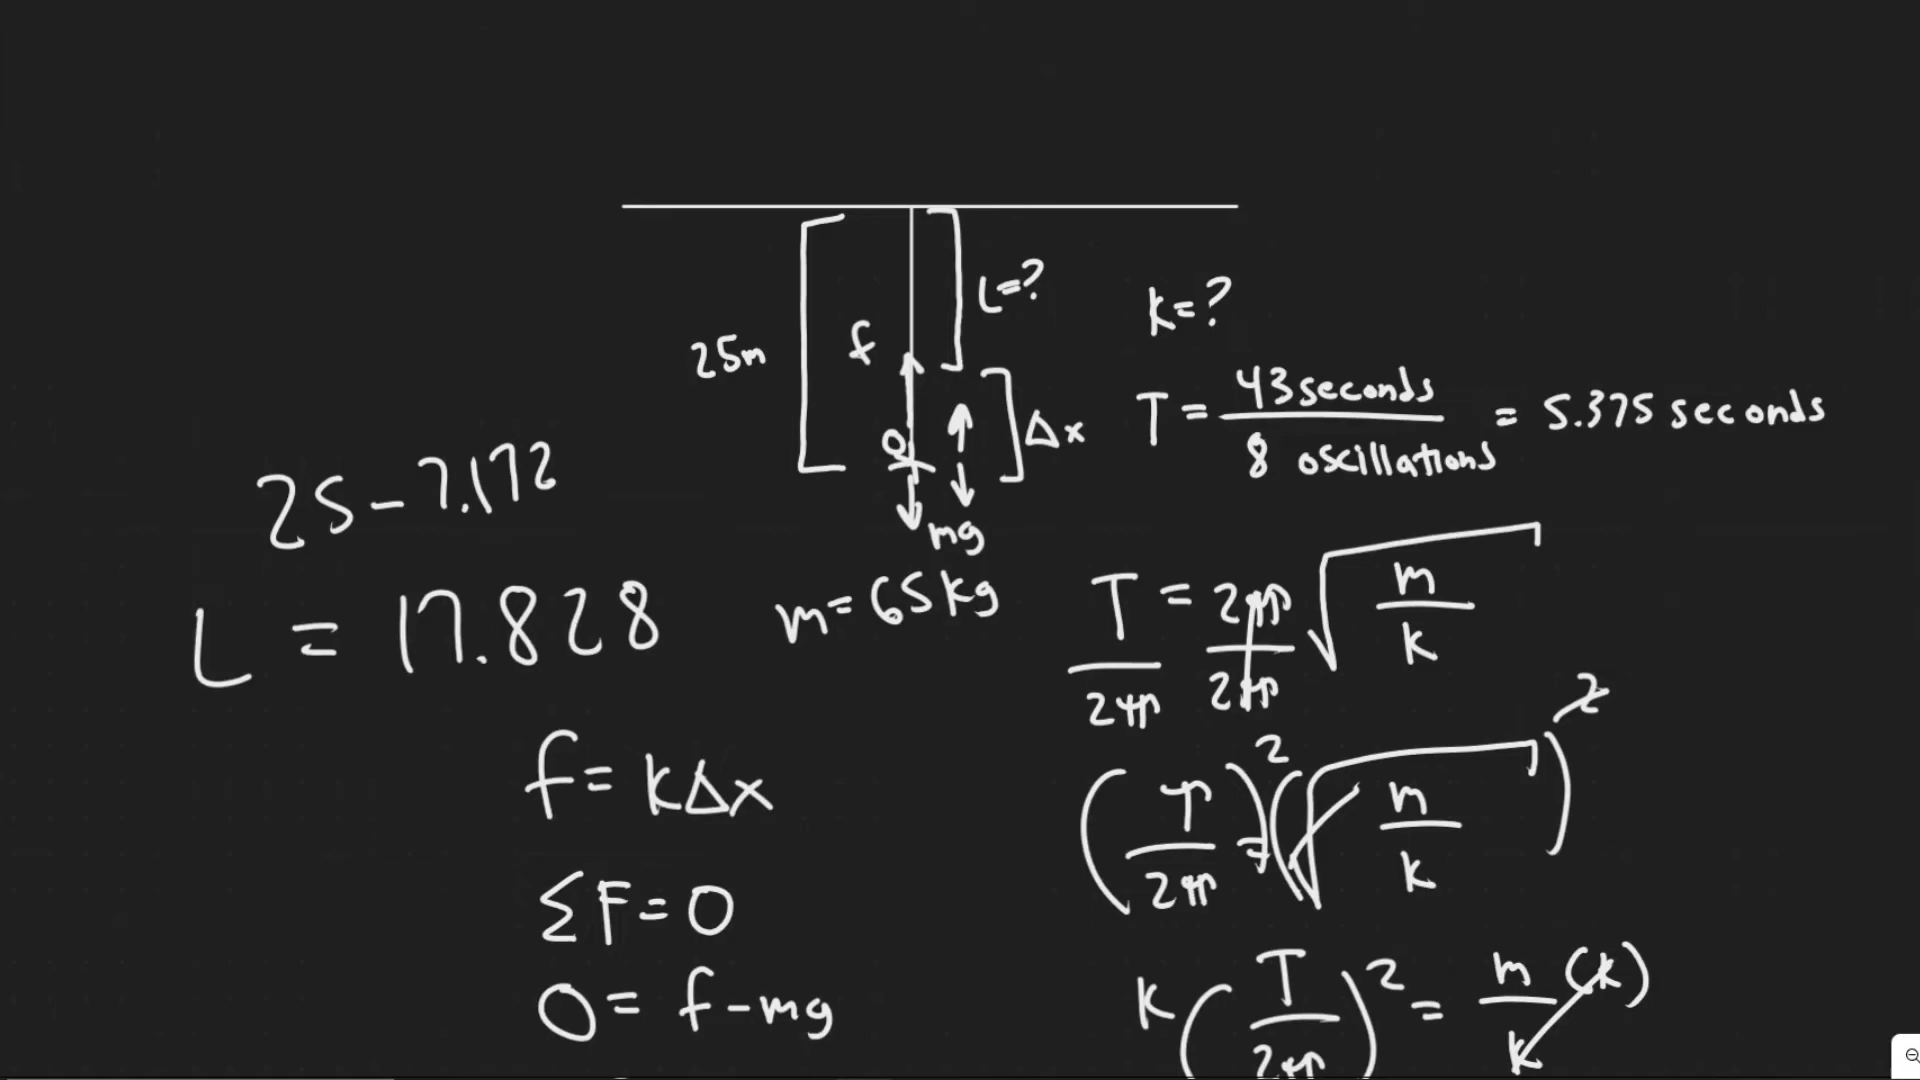 L=?
k=?
25m
f
Δx
T = 43 seconds / 8 oscillations = 5.375 seconds
mg
25 - 7.172
L = 17.828
m=65kg
T / 2π = 2π / 2π √ m / k
f= kΔx
( T / 2π )² = ( √ m / k )²
ΣF=0
k ( T / 2π )² = m / k (k)
0= f-mg